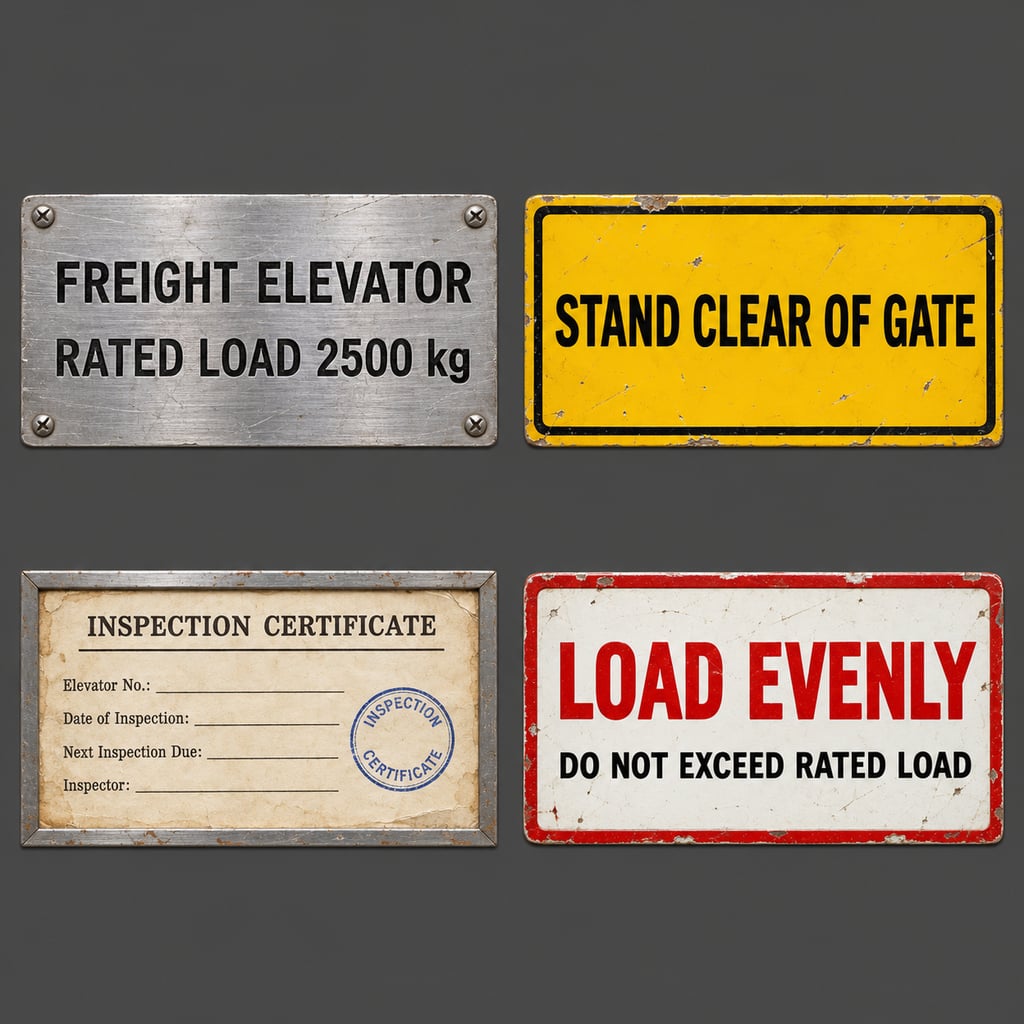 FREIGHT ELEVATOR
RATED LOAD 2500 kg
STAND CLEAR OF GATE
INSPECTION CERTIFICATE
Elevator No.:
Date of Inspection:
Next Inspection Due:
Inspector:
INSPECTION
CERTIFICATE
LOAD EVENLY
DO NOT EXCEED RATED LOAD